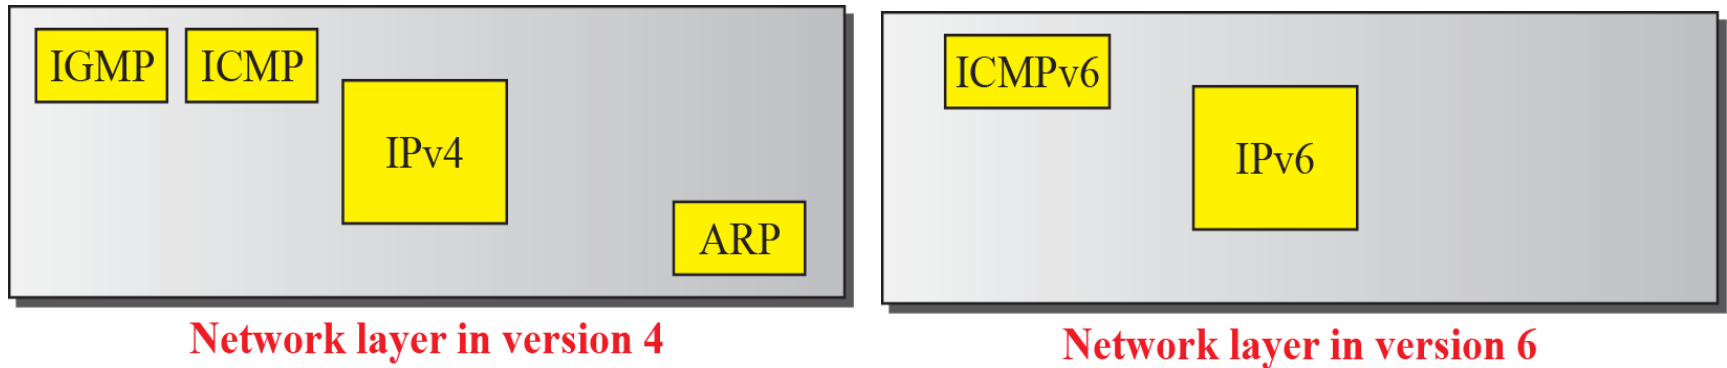 IGMP
ICMP
IPv4
ARP
Network layer in version 4
ICMPv6
IPv6
Network layer in version 6